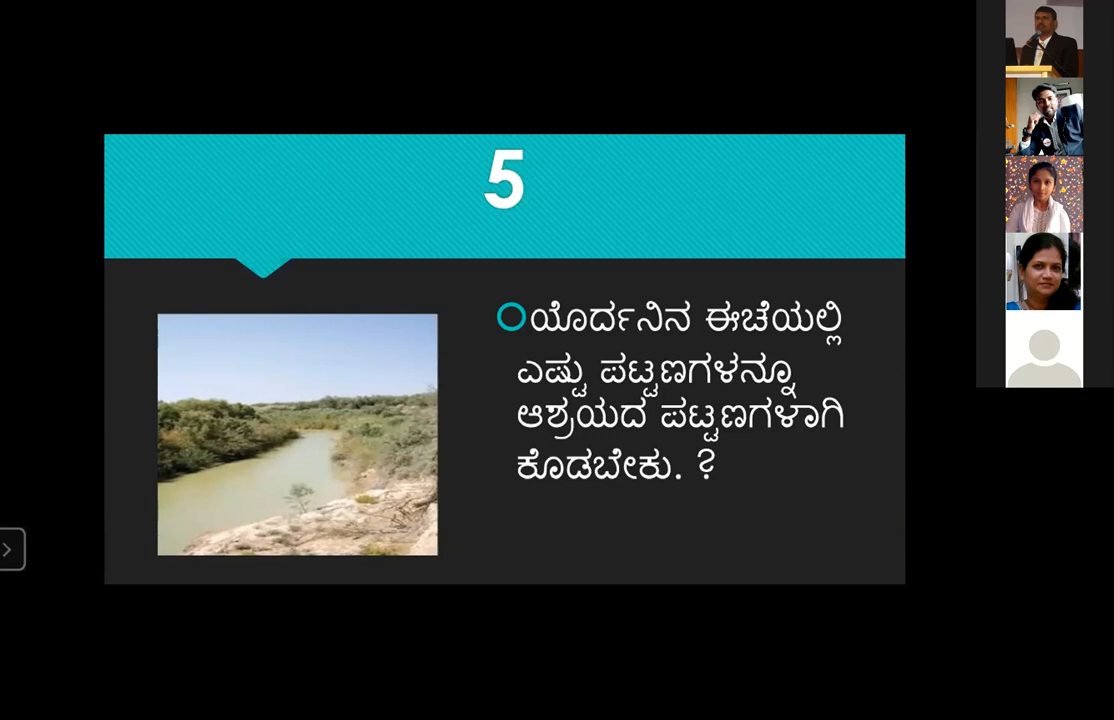 5
ಯೊರ್ದನಿನ ಈಚೆಯಲ್ಲಿ
ಎಷ್ಟು ಪಟ್ಟಣಗಳನ್ನೂ
ಆಶ್ರಯದ ಪಟ್ಟಣಗಳಾಗಿ
ಕೊಡಬೇಕು. ?